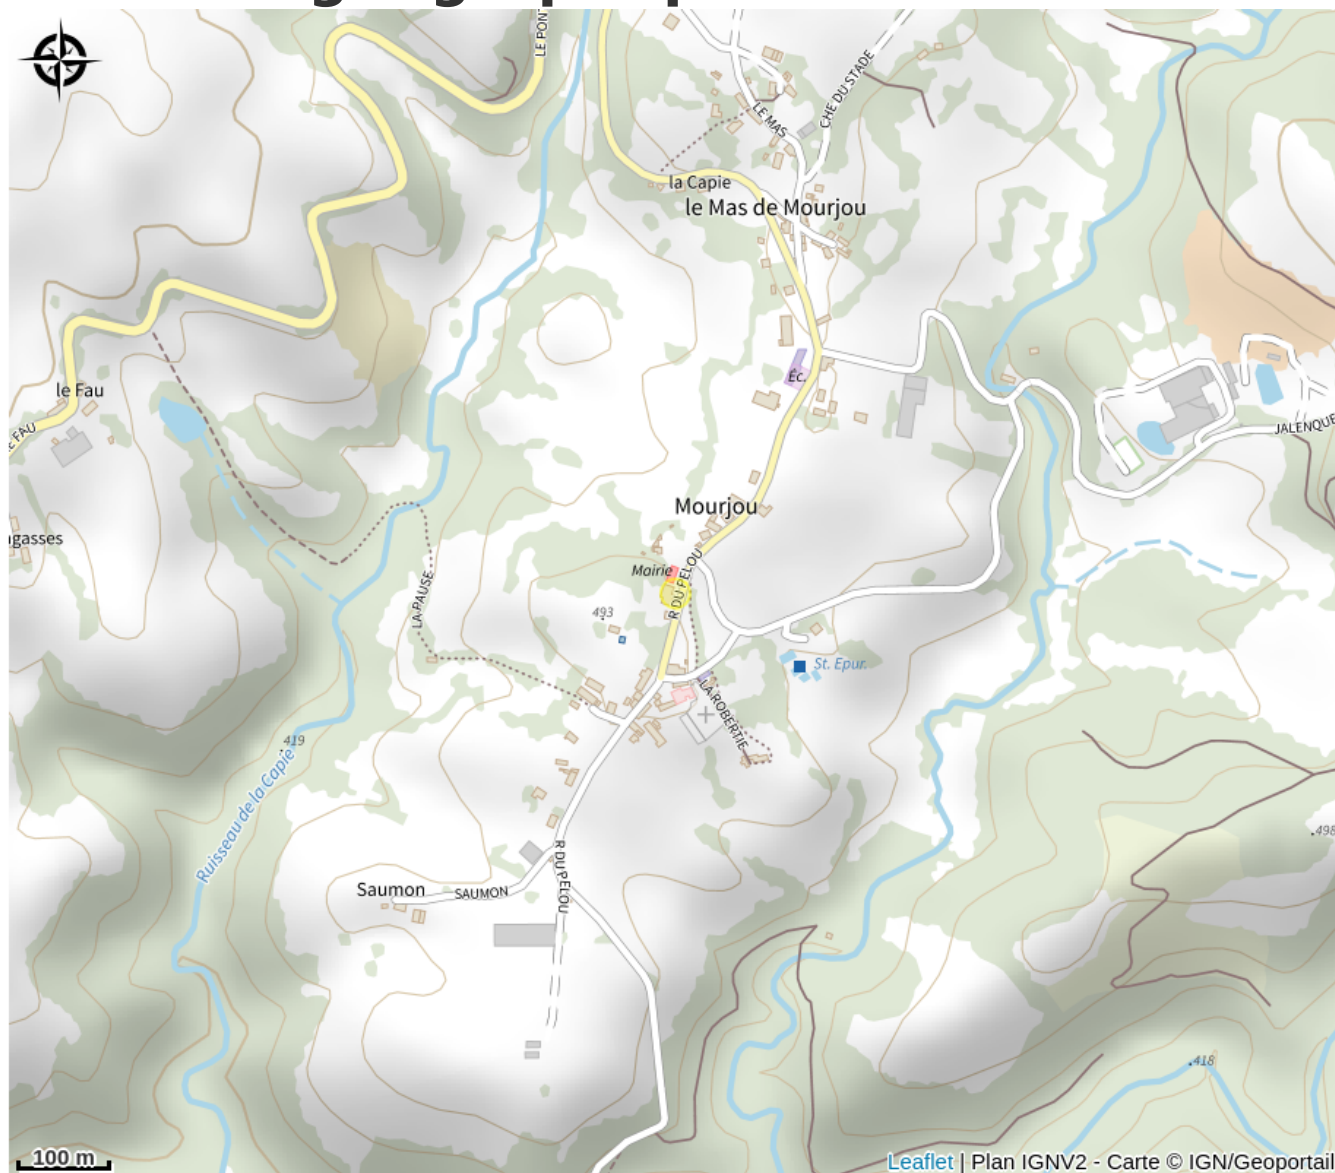 LE PON
CHE DU STADE
LE MAS
la Capie
le Mas de Mourjou
Éc.
le Fau
E FAU
JALENQUE
Mourjou
agasses
Mairie
R DU PELOU
LA PAUSE
493
St. Epur.
LA ROBERTIE
419
Ruisseau de la Capie
498
R DU PELOU
Saumon
SAUMON
418
100 m
Leaflet | Plan IGNV2 - Carte © IGN/Geoportail